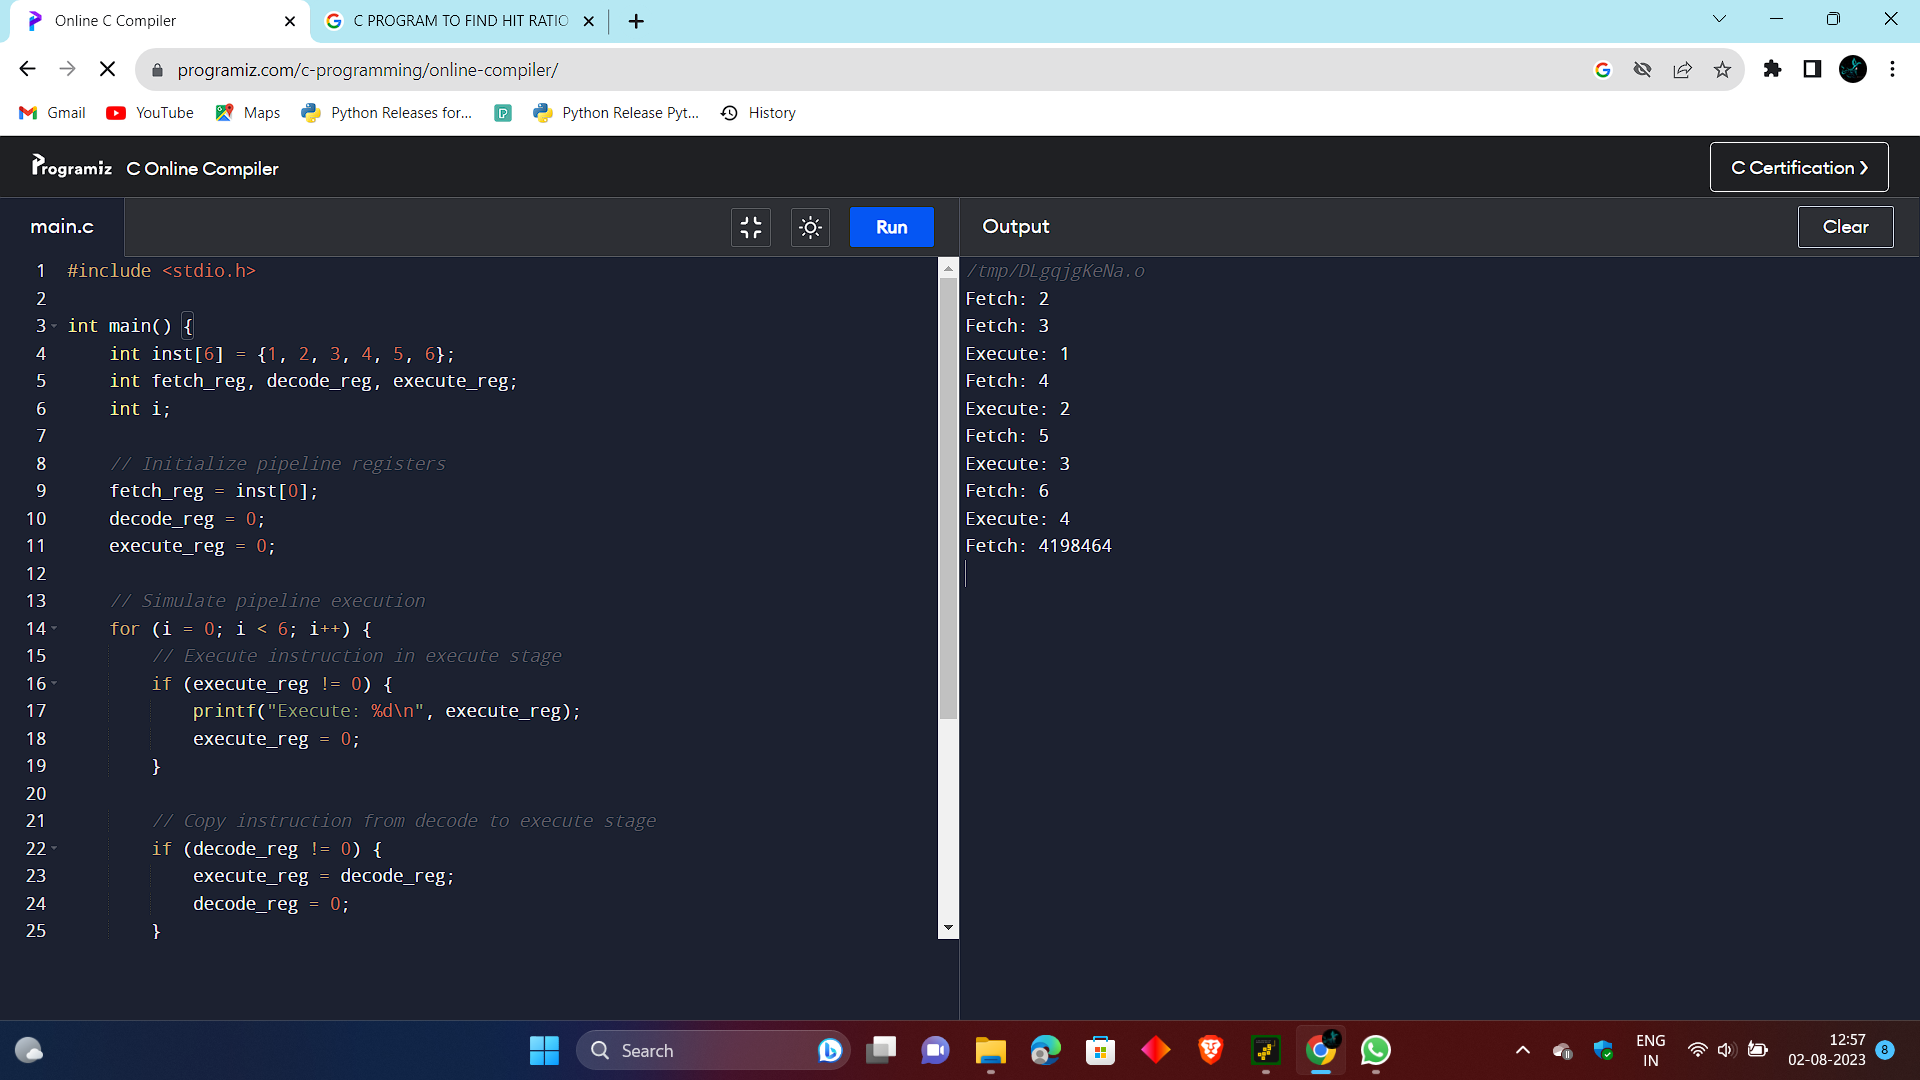 Online C Compiler
C PROGRAM TO FIND HIT RATIO
programiz.com/c-programming/online-compiler/
Gmail
YouTube
Maps
Python Releases for...
Python Release Pyt...
History
Programiz
C Online Compiler
C Certification
main.c
Run
Output
Clear
1 #include <stdio.h>
2
3 int main() {
4 int inst[6] = {1, 2, 3, 4, 5, 6};
5 int fetch_reg, decode_reg, execute_reg;
6 int i;
7
8 // Initialize pipeline registers
9 fetch_reg = inst[0];
10 decode_reg = 0;
11 execute_reg = 0;
12
13 // Simulate pipeline execution
14 for (i = 0; i < 6; i++) {
15 // Execute instruction in execute stage
16 if (execute_reg != 0) {
17 printf("Execute: %d\n", execute_reg);
18 execute_reg = 0;
19 }
20
21 // Copy instruction from decode to execute stage
22 if (decode_reg != 0) {
23 execute_reg = decode_reg;
24 decode_reg = 0;
25 }
/tmp/DLgqjgKeNa.o
Fetch: 2
Fetch: 3
Execute: 1
Fetch: 4
Execute: 2
Fetch: 5
Execute: 3
Fetch: 6
Execute: 4
Fetch: 4198464
Search
ENG
IN
12:57
02-08-2023
8